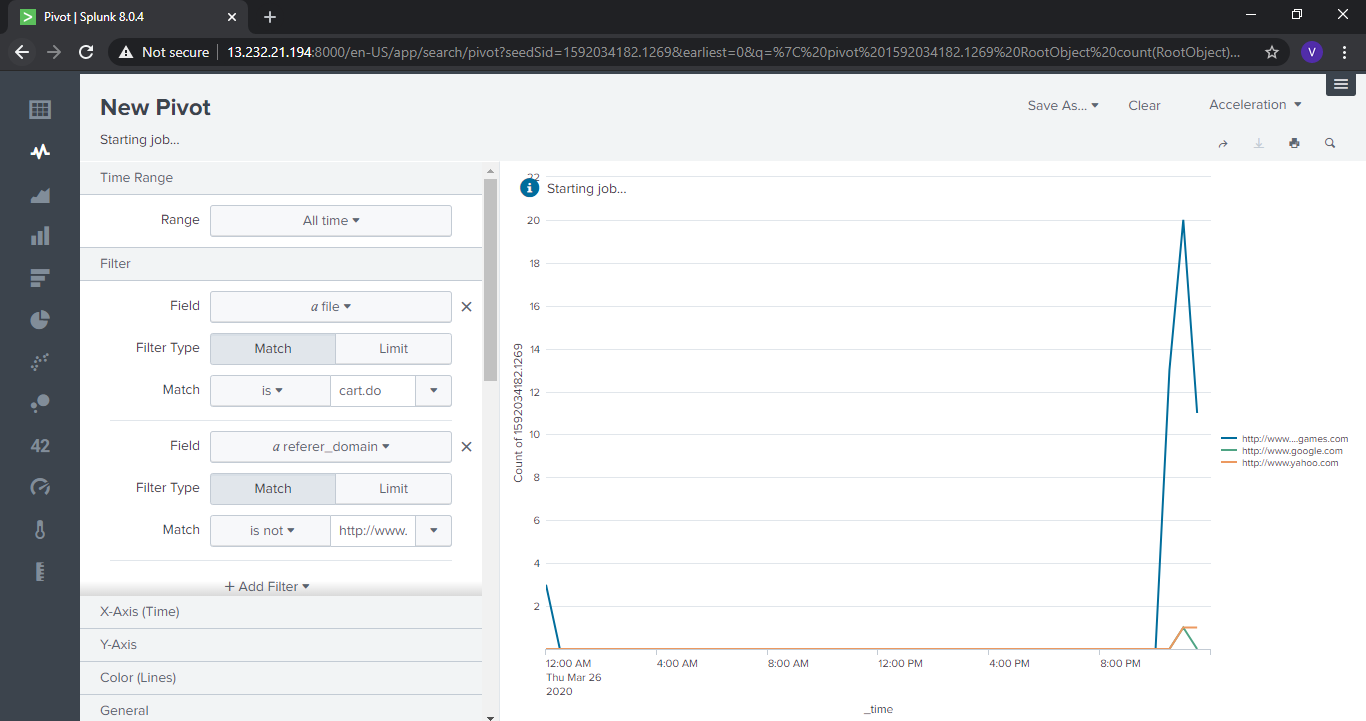 Pivot | Splunk 8.0.4
Not secure 13.232.21.194:8000/en-US/app/search/pivot?seedSid=1592034182.1269&earliest=0&q=%7C%20pivot%201592034182.1269%20RootObject%20count(RootObject)...
V
New Pivot
Save As... Clear Acceleration
Starting job...
Time Range
Range All time
Filter
Field a file
Filter Type Match Limit
Match is cart.do
Field a referer_domain
Filter Type Match Limit
Match is not http://www.
+ Add Filter
X-Axis (Time)
Y-Axis
Color (Lines)
General
42
22
Starting job...
20
18
16
14
12
10
8
6
4
2
Count of 1592034182.1269
12:00 AM 4:00 AM 8:00 AM 12:00 PM 4:00 PM 8:00 PM
Thu Mar 26
2020
_time
http://www....games.com
http://www.google.com
http://www.yahoo.com